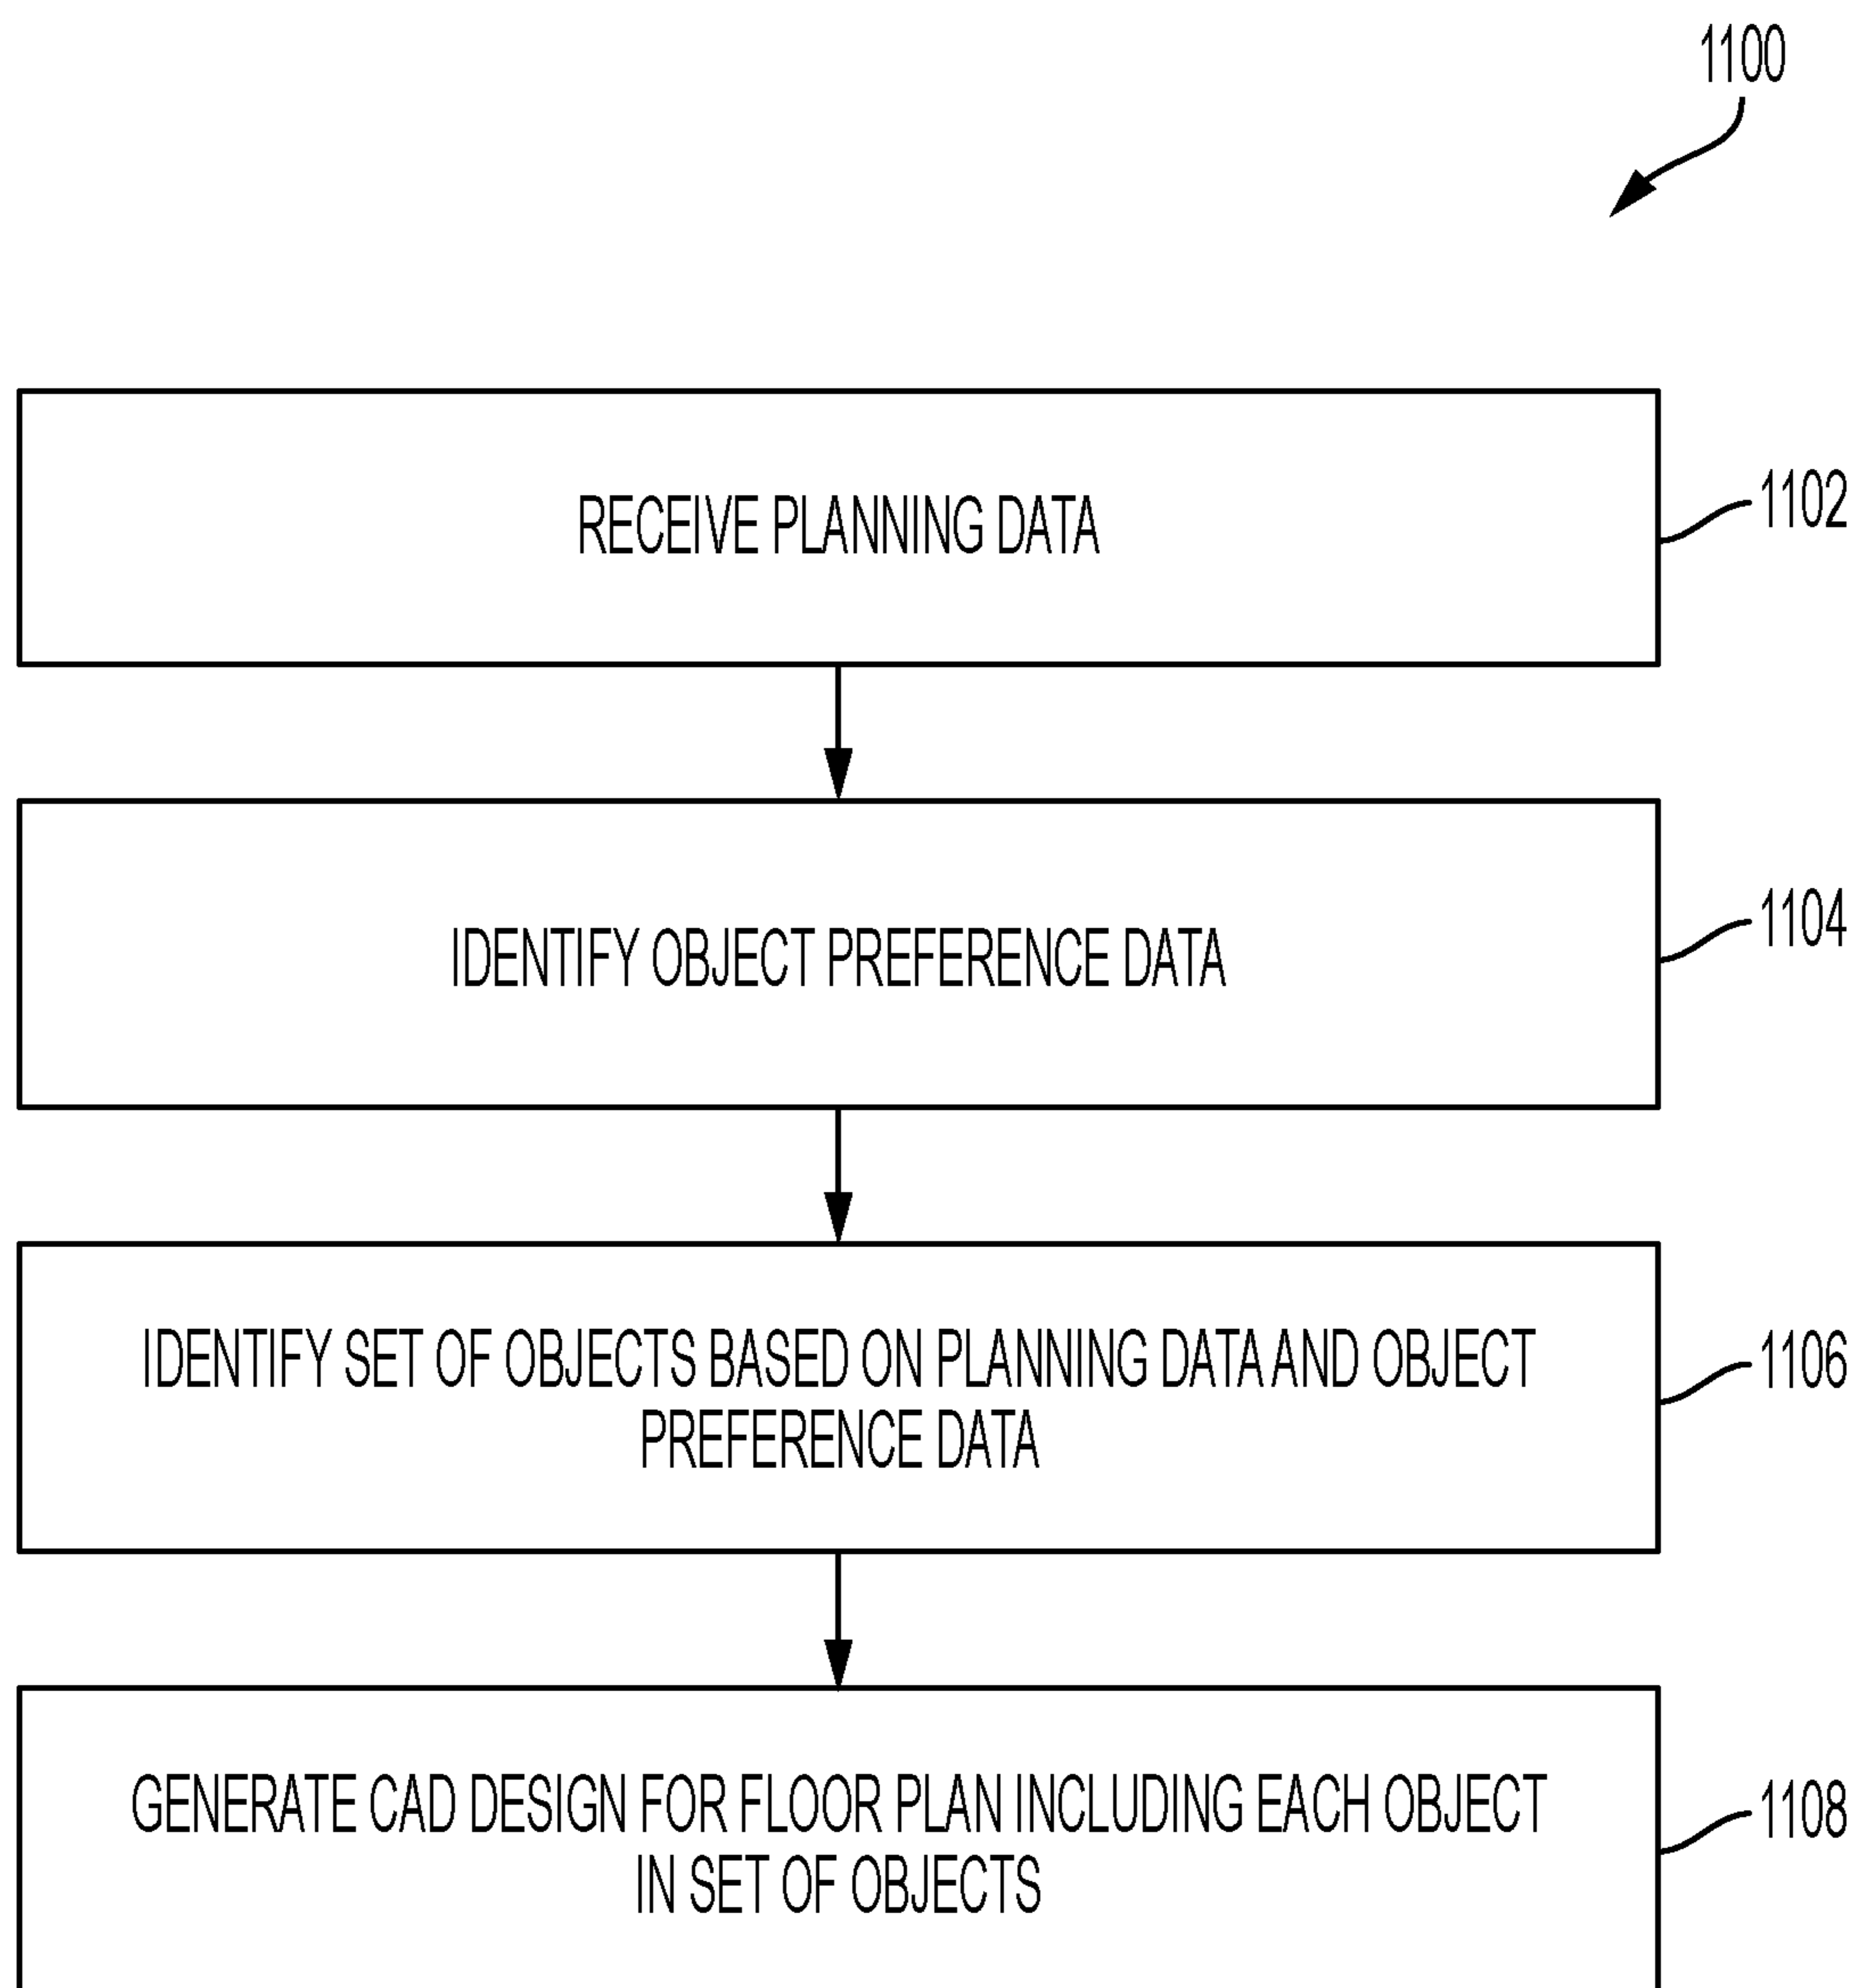 1100
RECEIVE PLANNING DATA
1102
IDENTIFY OBJECT PREFERENCE DATA
1104
IDENTIFY SET OF OBJECTS BASED ON PLANNING DATA AND OBJECT
PREFERENCE DATA
1106
GENERATE CAD DESIGN FOR FLOOR PLAN INCLUDING EACH OBJECT
IN SET OF OBJECTS
1108